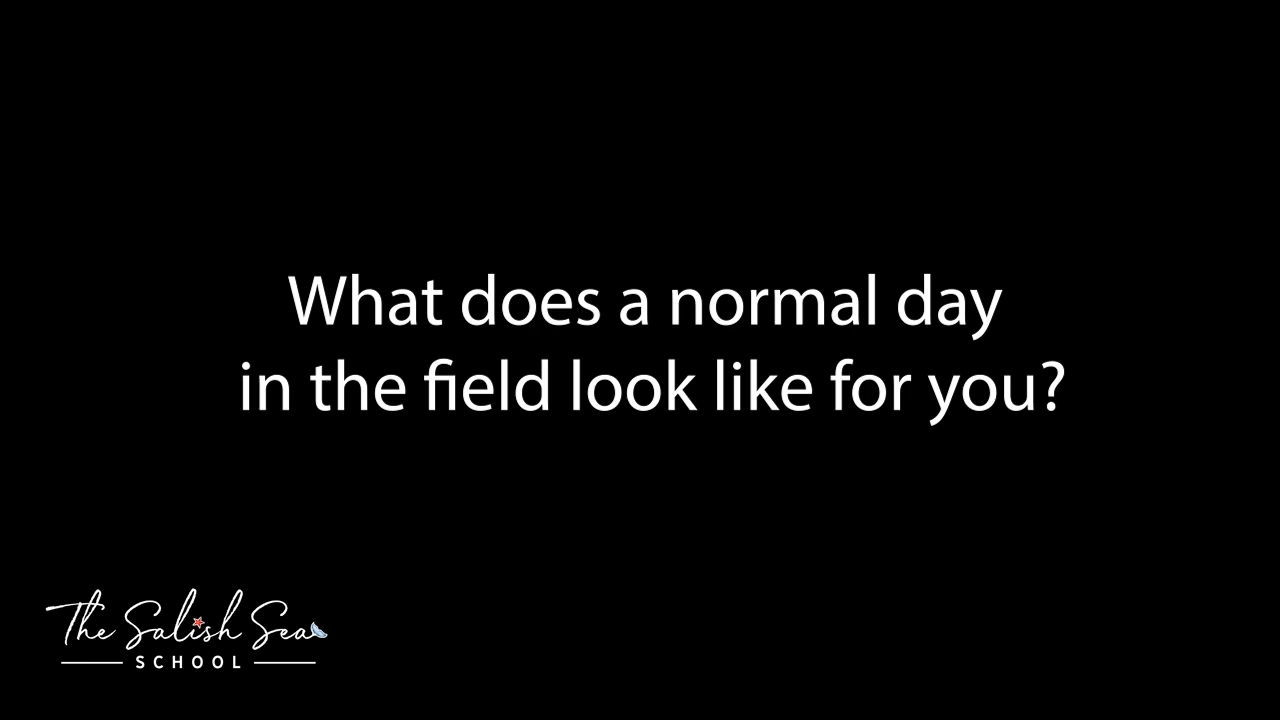 What does a normal day
in the field look like for you?
The Salish Sea
SCHOOL